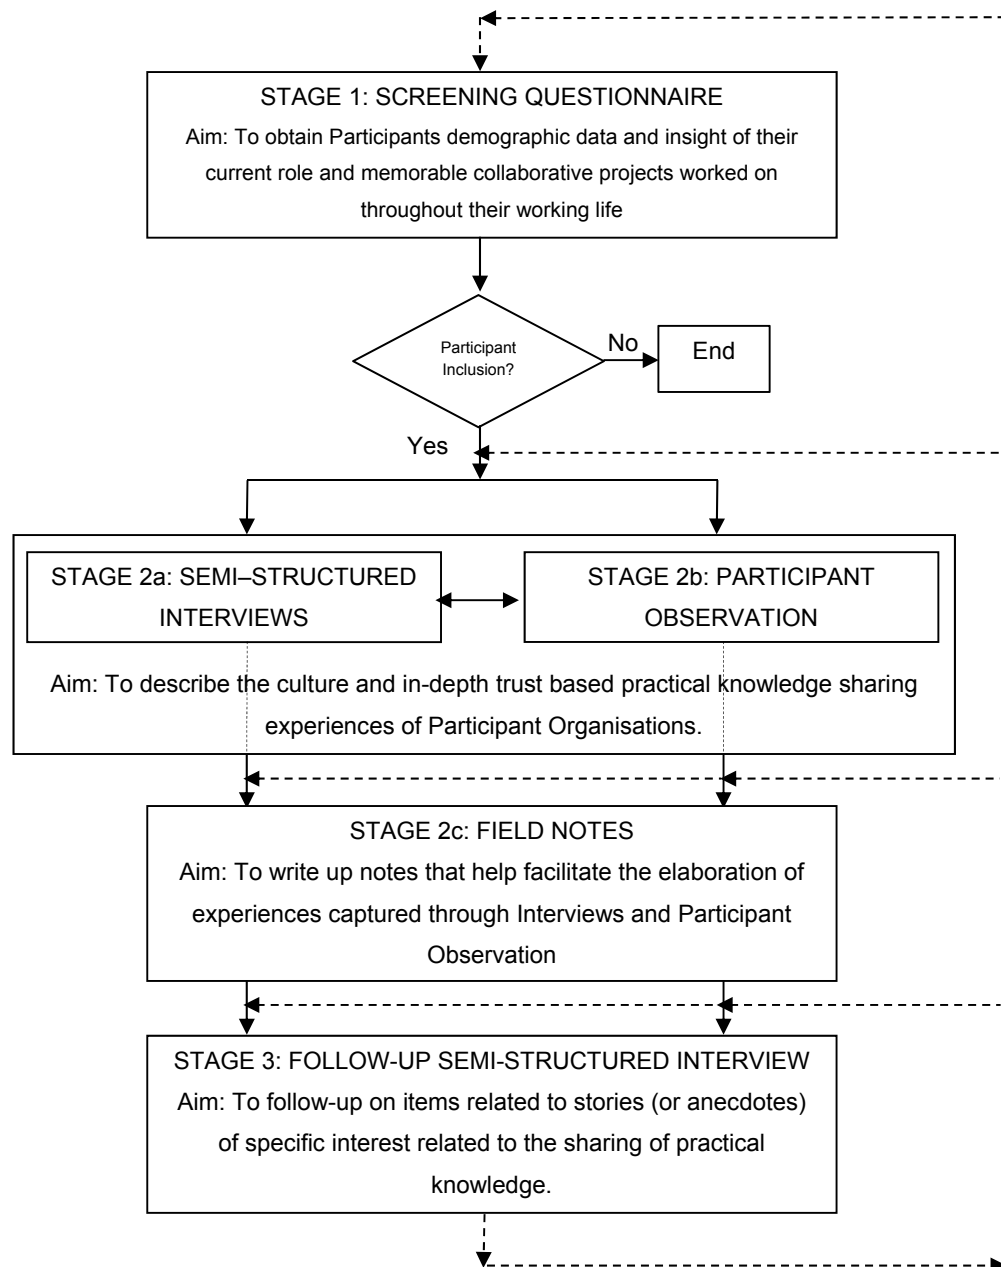 STAGE 1: SCREENING QUESTIONNAIRE
Aim: To obtain Participants demographic data and insight of their
current role and memorable collaborative projects worked on
throughout their working life
Participant
Inclusion?
No
End
Yes
STAGE 2a: SEMI–STRUCTURED
INTERVIEWS
STAGE 2b: PARTICIPANT
OBSERVATION
Aim: To describe the culture and in-depth trust based practical knowledge sharing
experiences of Participant Organisations.
STAGE 2c: FIELD NOTES
Aim: To write up notes that help facilitate the elaboration of
experiences captured through Interviews and Participant
Observation
STAGE 3: FOLLOW-UP SEMI-STRUCTURED INTERVIEW
Aim: To follow-up on items related to stories (or anecdotes)
of specific interest related to the sharing of practical
knowledge.